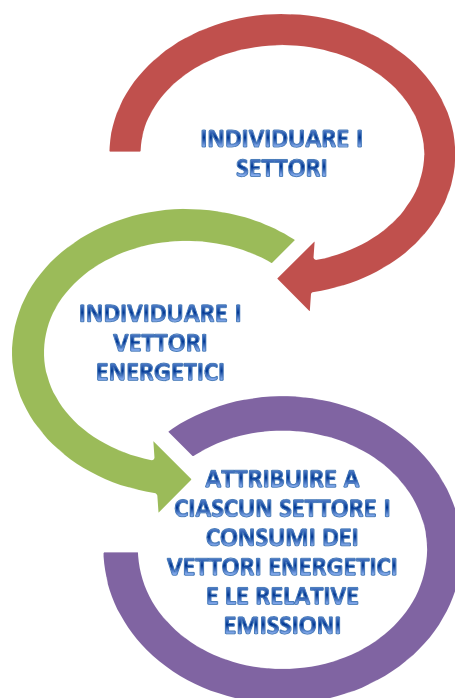 INDIVIDUARE I
SETTORI
INDIVIDUARE I
VETTORI
ENERGETICI
ATTRIBUIRE A
CIASCUN SETTORE I
CONSUMI DEI
VETTORI ENERGETICI
E LE RELATIVE
EMISSIONI